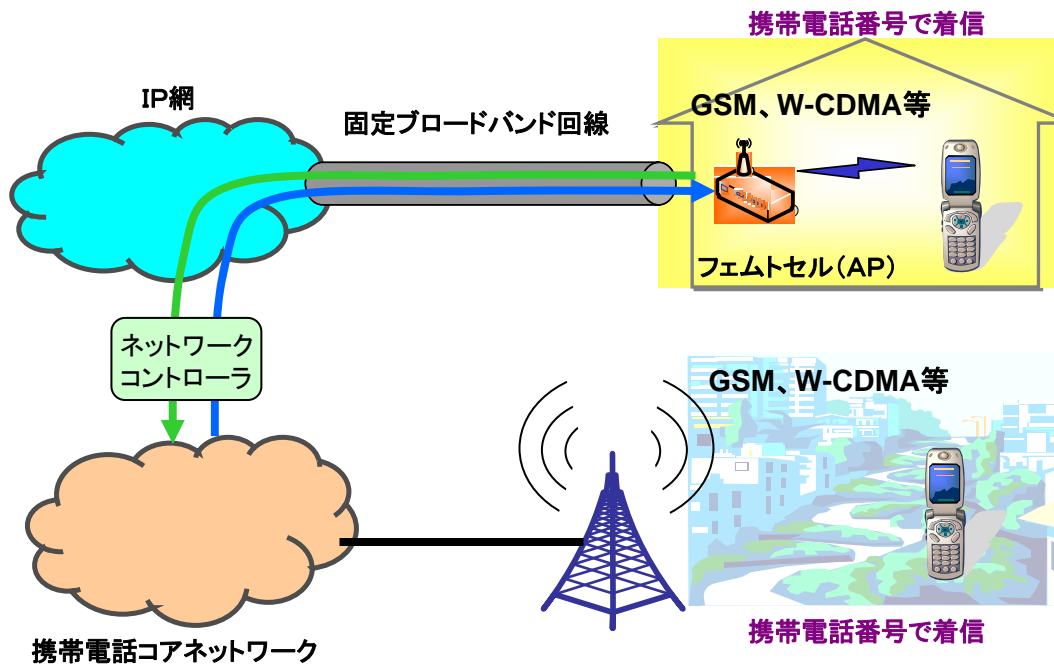 携帯電話番号で着信
IP網
固定ブロードバンド回線
GSM、W-CDMA等
フェムトセル（AP）
ネットワーク
コントローラ
GSM、W-CDMA等
携帯電話コアネットワーク
携帯電話番号で着信